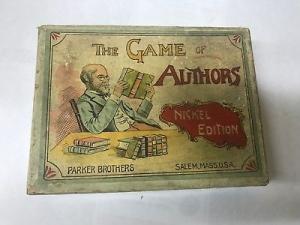 THE GAME OF
AUTHORS
NICKEL
EDITION
PARKER BROTHERS SALEM, MASS. U.S.A.